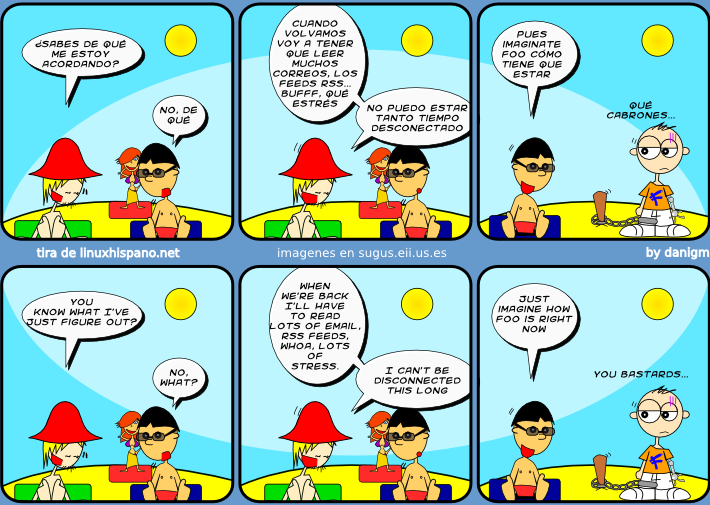 ¿SABES DE QUÉ
ME ESTOY
ACORDANDO?
NO, DE
QUÉ
CUANDO
VOLVAMOS
VOY A TENER
QUE LEER
MUCHOS
CORREOS, LOS
FEEDS RSS...
BUFFF, QUÉ
ESTRÉS
NO PUEDO ESTAR
TANTO TIEMPO
DESCONECTADO
PUES
IMAGINATE
FOO CÓMO
TIENE QUE
ESTAR
QUÉ
CABRONES...
tira de linuxhispano.net
imagenes en sugus.eii.us.es
by danigm
YOU
KNOW WHAT I'VE
JUST FIGURE OUT?
NO,
WHAT?
WHEN
WE'RE BACK
I'LL HAVE
TO READ
LOTS OF EMAIL,
RSS FEEDS,
WHOA, LOTS
OF
STRESS.
I CAN'T BE
DISCONNECTED
THIS LONG
JUST
IMAGINE HOW
FOO IS RIGHT
NOW
YOU BASTARDS...